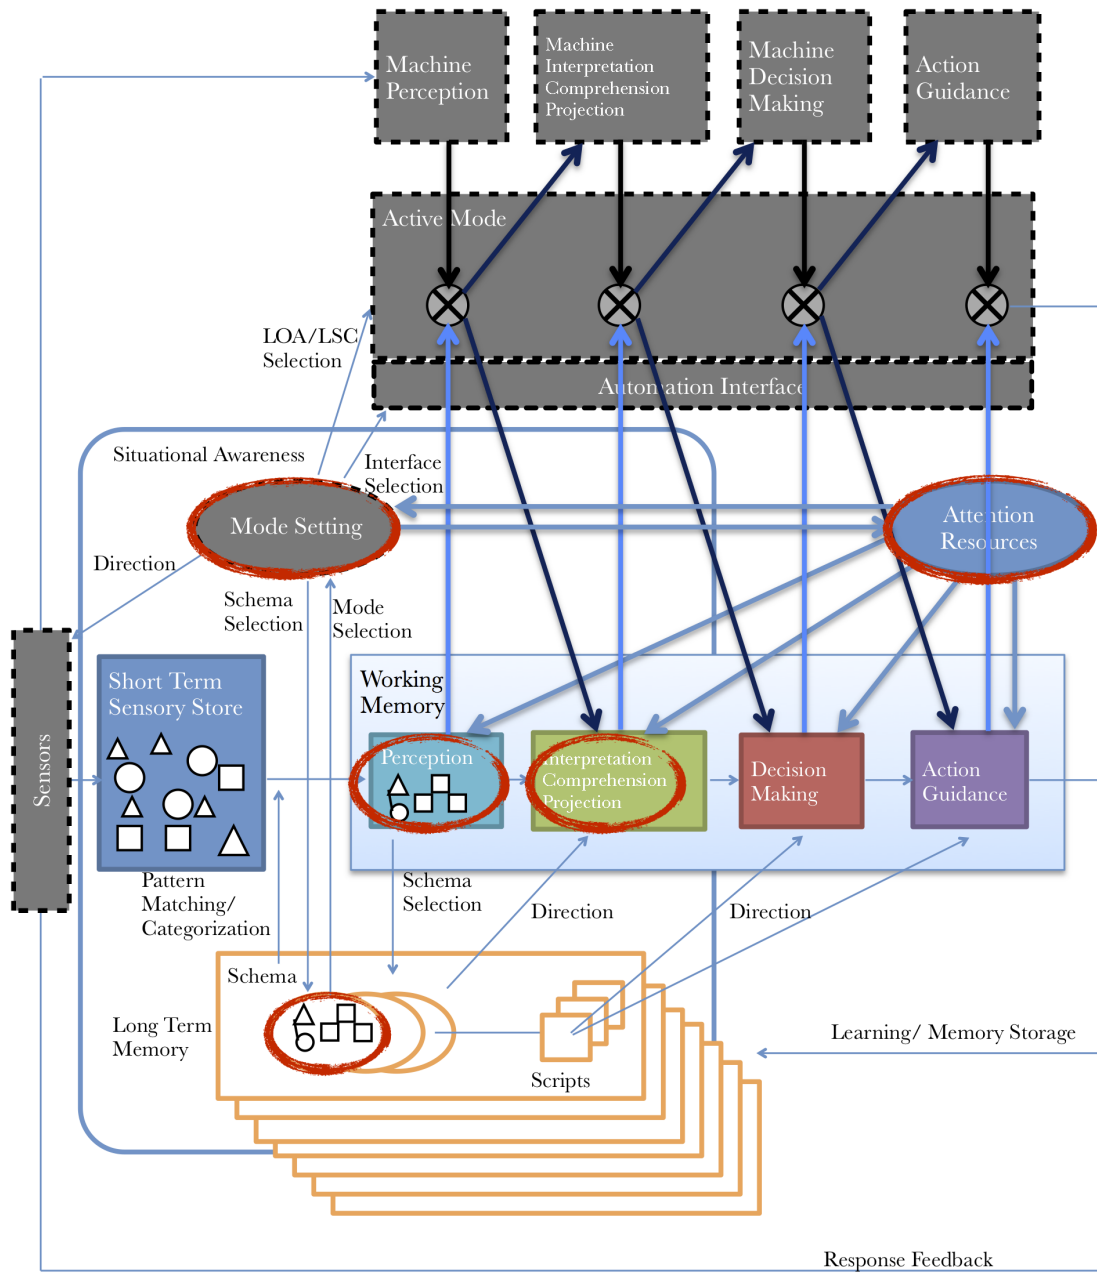 Machine
Perception
Machine
Interpretation
Comprehension
Projection
Machine
Decision
Making
Action
Guidance
Active Mode
LOA/LSC
Selection
Automation Interface
Situational Awareness
Interface
Selection
Mode Setting
Attention
Resources
Direction
Schema
Selection
Mode
Selection
Sensors
Short Term
Sensory Store
Working
Memory
Perception
Interpretation
Comprehension
Projection
Decision
Making
Action
Guidance
Pattern
Matching/
Categorization
Schema
Selection
Direction
Direction
Schema
Long Term
Memory
Scripts
Learning/ Memory Storage
Response Feedback